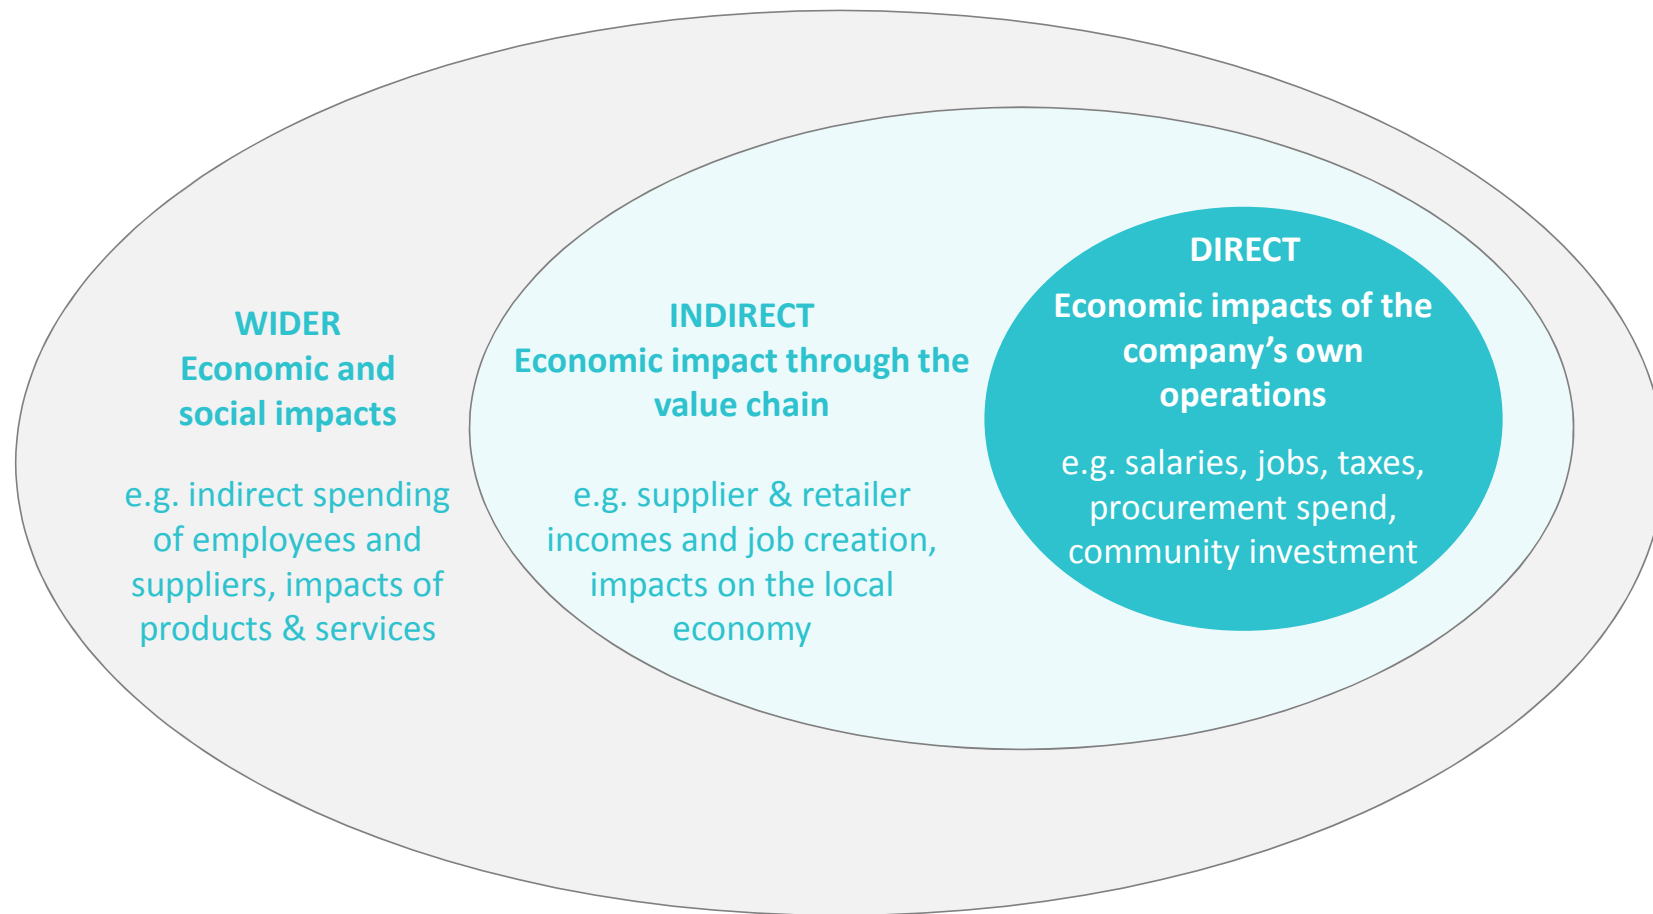 WIDER
Economic and
social impacts
e.g. indirect spending
of employees and
suppliers, impacts of
products & services
INDIRECT
Economic impact through the
value chain
e.g. supplier & retailer
incomes and job creation,
impacts on the local
economy
DIRECT
Economic impacts of the
company’s own
operations
e.g. salaries, jobs, taxes,
procurement spend,
community investment